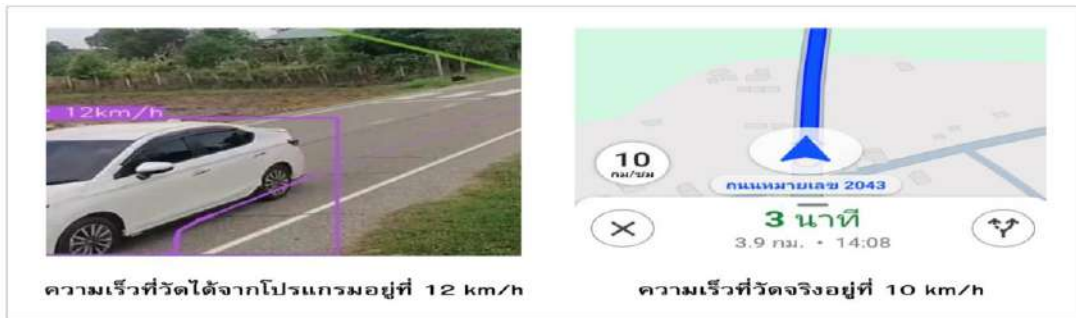 12km/h
10
กม/ชม
ถนนหมายเลข 2043
3 นาที
3.9 กม. • 14:08
ความเร็วที่วัดได้จากโปรแกรมอยู่ที่ 12 km/h
ความเร็วที่วัดจริงอยู่ที่ 10 km/h